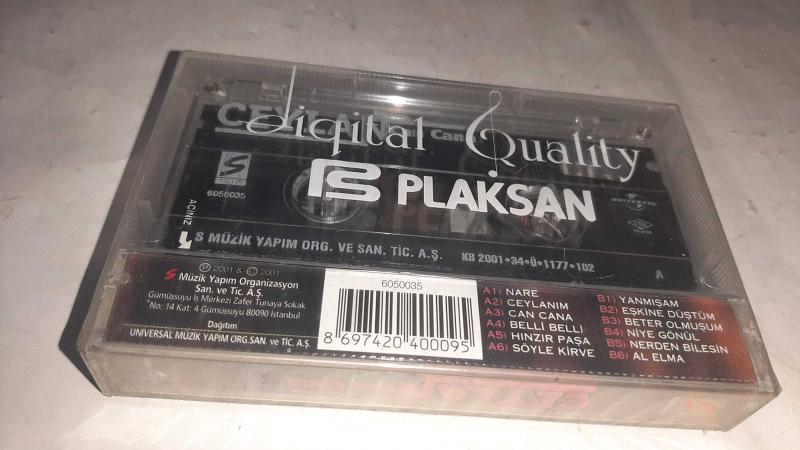 CEYLAN Can Cana
Digital Quality
S
6050035
PLAKSAN
UNIVERSAL
AÇINIZ
S MÜZİK YAPIM ORG. VE SAN. TİC. A.Ş.
KB 2001•34•Ü•1177•102
A
℗ 2001 & © 2001
S Müzik Yapım Organizasyon
San. ve Tic. A.Ş.
Gümüşsuyu İş Merkezi Zafer Tunaya Sokak
No: 14 Kat: 4 Gümüşsuyu 80090 İstanbul
Dağıtım
UNIVERSAL MÜZİK YAPIM ORG.SAN. ve TİC. A.Ş.
6050035
8 697420 400095
A1) NARE
A2) CEYLANIM
A3) CAN CANA
A4) BELLİ BELLİ
A5) HINZIR PAŞA
A6) SÖYLE KİRVE
B1) YANMIŞAM
B2) EŞKİNE DÜŞTÜM
B3) BETER OLMUŞUM
B4) NİYE GÖNÜL
B5) NERDEN BİLESİN
B6) AL ELMA